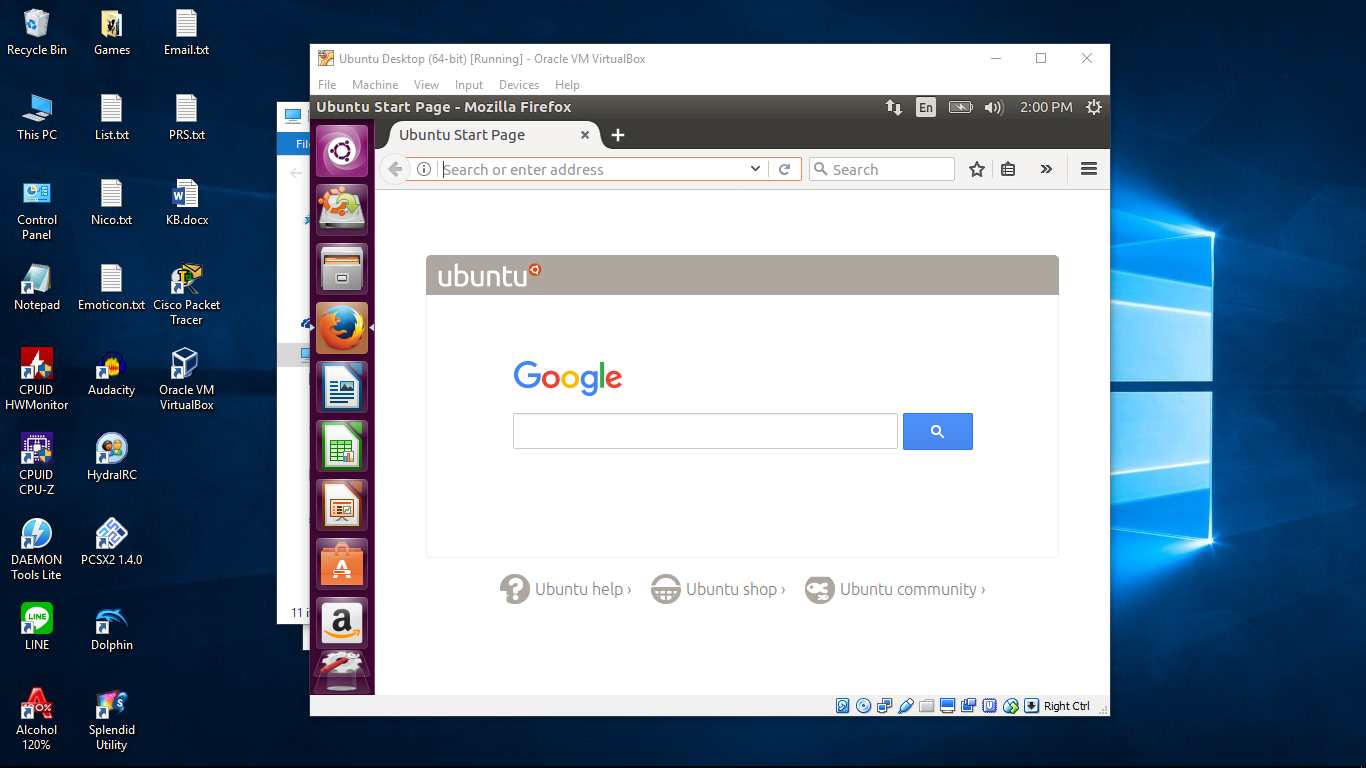 Recycle Bin
Games
Email.txt
This PC
List.txt
PRS.txt
Control
Panel
Nico.txt
KB.docx
Notepad
Emoticon.txt
Cisco Packet
Tracer
CPUID
HWMonitor
Audacity
Oracle VM
VirtualBox
CPUID
CPU-Z
HydraIRC
DAEMON
Tools Lite
PCSX2 1.4.0
LINE
LINE
Dolphin
Alcohol
120%
Splendid
Utility
Ubuntu Desktop (64-bit) [Running] - Oracle VM VirtualBox
File Machine View Input Devices Help
Ubuntu Start Page - Mozilla Firefox
En
2:00 PM
Ubuntu Start Page
Search or enter address
Search
ubuntu
Google
Ubuntu help ›
Ubuntu shop ›
Ubuntu community ›
Right Ctrl